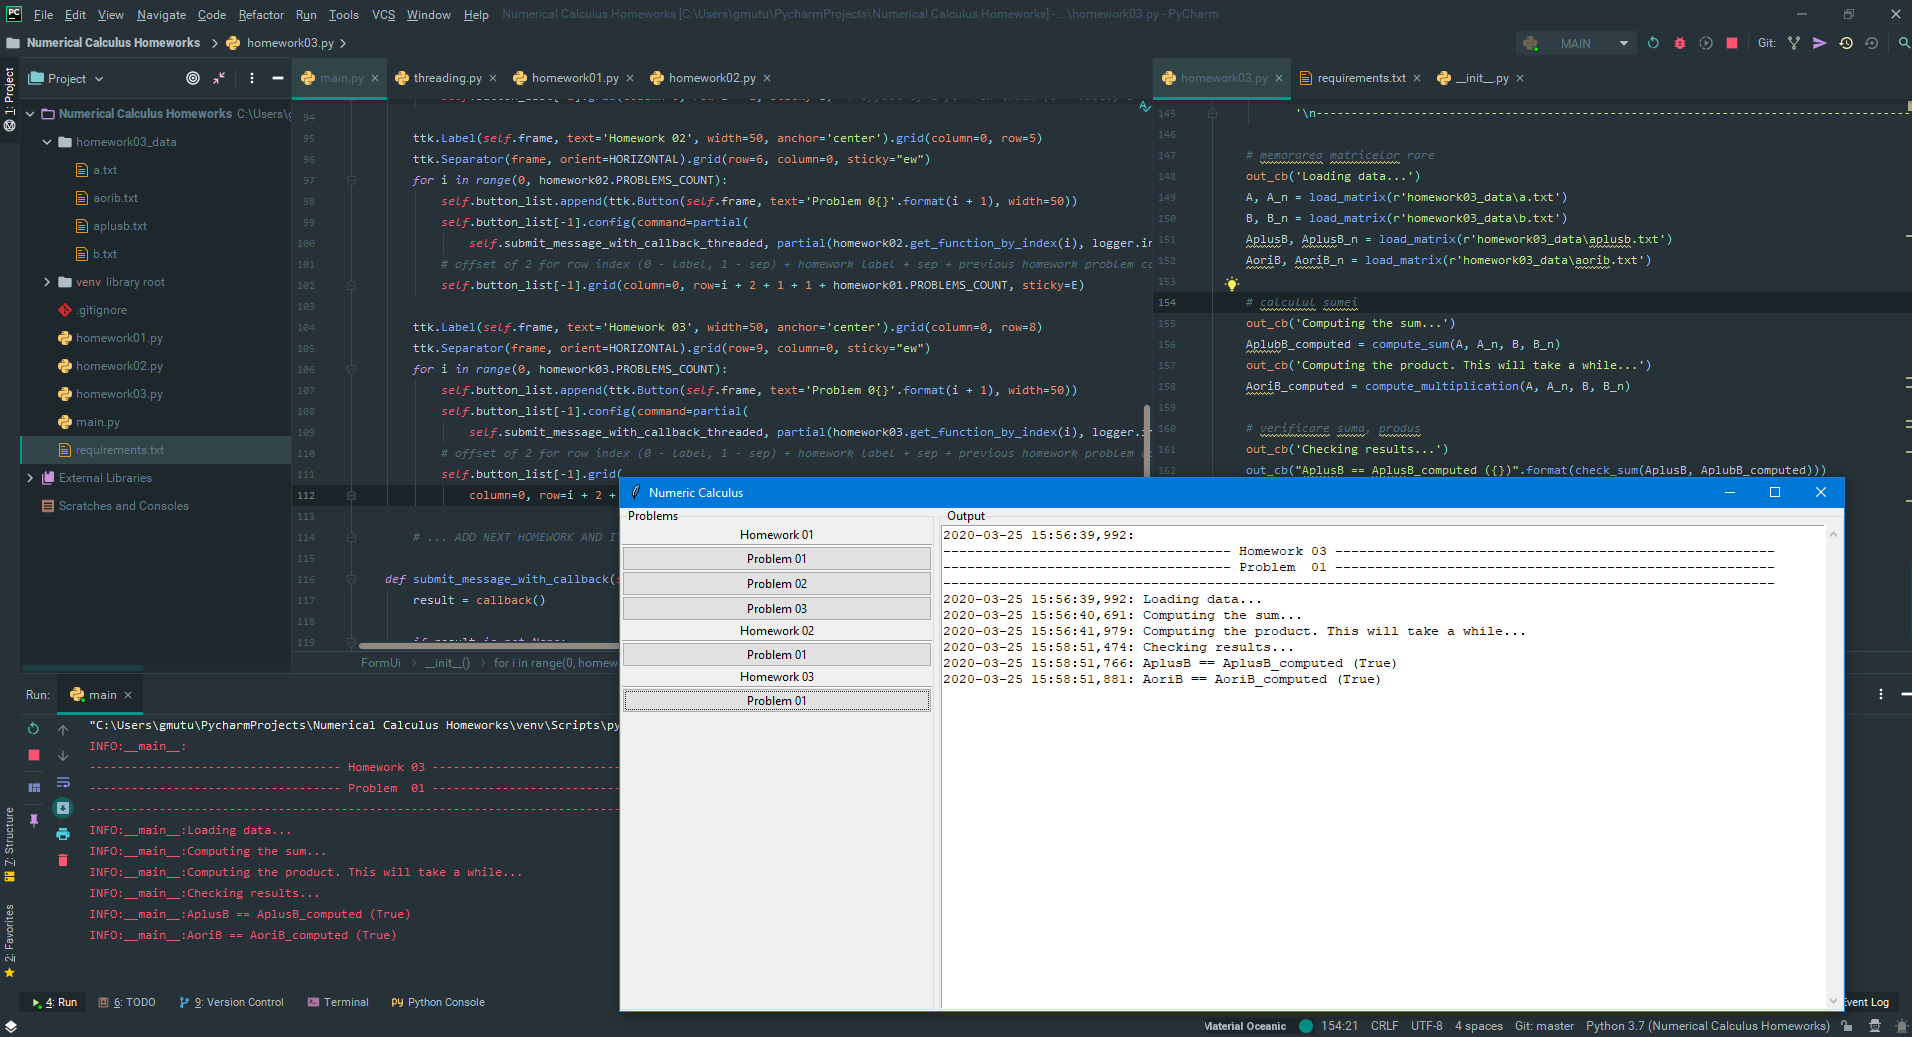 File Edit View Navigate Code Refactor Run Tools VCS Window Help Numerical Calculus Homeworks [C:\Users\gmutu\PycharmProjects\Numerical Calculus Homeworks] - ...\homework03.py - PyCharm
Numerical Calculus Homeworks homework03.py MAIN Git:
Project
1: Project
Numerical Calculus Homeworks C:\Users\g
homework03_data
a.txt
aorib.txt
aplusb.txt
b.txt
venv library root
.gitignore
homework01.py
homework02.py
homework03.py
main.py
requirements.txt
External Libraries
Scratches and Consoles
main.py threading.py homework01.py homework02.py
94
95 ttk.Label(self.frame, text='Homework 02', width=50, anchor='center').grid(column=0, row=5)
96 ttk.Separator(frame, orient=HORIZONTAL).grid(row=6, column=0, sticky="ew")
97 for i in range(0, homework02.PROBLEMS_COUNT):
98 self.button_list.append(ttk.Button(self.frame, text='Problem 0{}'.format(i + 1), width=50))
99 self.button_list[-1].config(command=partial(
100 self.submit_message_with_callback_threaded, partial(homework02.get_function_by_index(i), logger.in
101 # offset of 2 for row index (0 - label, 1 - sep) + homework label + sep + previous homework problem co
102 self.button_list[-1].grid(column=0, row=i + 2 + 1 + 1 + homework01.PROBLEMS_COUNT, sticky=E)
103
104 ttk.Label(self.frame, text='Homework 03', width=50, anchor='center').grid(column=0, row=8)
105 ttk.Separator(frame, orient=HORIZONTAL).grid(row=9, column=0, sticky="ew")
106 for i in range(0, homework03.PROBLEMS_COUNT):
107 self.button_list.append(ttk.Button(self.frame, text='Problem 0{}'.format(i + 1), width=50))
108 self.button_list[-1].config(command=partial(
109 self.submit_message_with_callback_threaded, partial(homework03.get_function_by_index(i), logger.in
110 # offset of 2 for row index (0 - label, 1 - sep) + homework label + sep + previous homework problem co
111 self.button_list[-1].grid(
112 column=0, row=i + 2 +
113
114 # ... ADD NEXT HOMEWORK AND I
115
116 def submit_message_with_callback(
117 result = callback()
118
119 if result is not None:
FormUi __init__() for i in range(0, homew
homework03.py requirements.txt __init__.py
145 '\n------------------------------------------------------------------------------------
146
147 # memorarea matricelor rare
148 out_cb('Loading data...')
149 A, A_n = load_matrix(r'homework03_data\a.txt')
150 B, B_n = load_matrix(r'homework03_data\b.txt')
151 AplusB, AplusB_n = load_matrix(r'homework03_data\aplusb.txt')
152 AoriB, AoriB_n = load_matrix(r'homework03_data\aorib.txt')
153
154 # calculul sumei
155 out_cb('Computing the sum...')
156 AplubB_computed = compute_sum(A, A_n, B, B_n)
157 out_cb('Computing the product. This will take a while...')
158 AoriB_computed = compute_multiplication(A, A_n, B, B_n)
159
160 # verificare suma, produs
161 out_cb('Checking results...')
162 out_cb("AplusB == AplusB_computed ({})".format(check_sum(AplusB, AplubB_computed)))
Numeric Calculus
Problems
Homework 01
Problem 01
Problem 02
Problem 03
Homework 02
Problem 01
Homework 03
Problem 01
Output
2020-03-25 15:56:39,992:
-------------------------------- Homework 03 -------------------------------------------------
-------------------------------- Problem  01 -------------------------------------------------
---------------------------------------------------------------------------------------------
2020-03-25 15:56:39,992: Loading data...
2020-03-25 15:56:40,691: Computing the sum...
2020-03-25 15:56:41,979: Computing the product. This will take a while...
2020-03-25 15:58:51,474: Checking results...
2020-03-25 15:58:51,766: AplusB == AplusB_computed (True)
2020-03-25 15:58:51,881: AoriB == AoriB_computed (True)
Run: main
"C:\Users\gmutu\PycharmProjects\Numerical Calculus Homeworks\venv\Scripts\py
INFO:__main__:
------------------------------------ Homework 03 ---------------------------
------------------------------------ Problem  01 ---------------------------
----------------------------------------------------------------------------
INFO:__main__:Loading data...
INFO:__main__:Computing the sum...
INFO:__main__:Computing the product. This will take a while...
INFO:__main__:Checking results...
INFO:__main__:AplusB == AplusB_computed (True)
INFO:__main__:AoriB == AoriB_computed (True)
7: Structure
2: Favorites
4: Run 6: TODO 9: Version Control Terminal Python Console Event Log
Material Oceanic 154:21 CRLF UTF-8 4 spaces Git: master Python 3.7 (Numerical Calculus Homeworks)